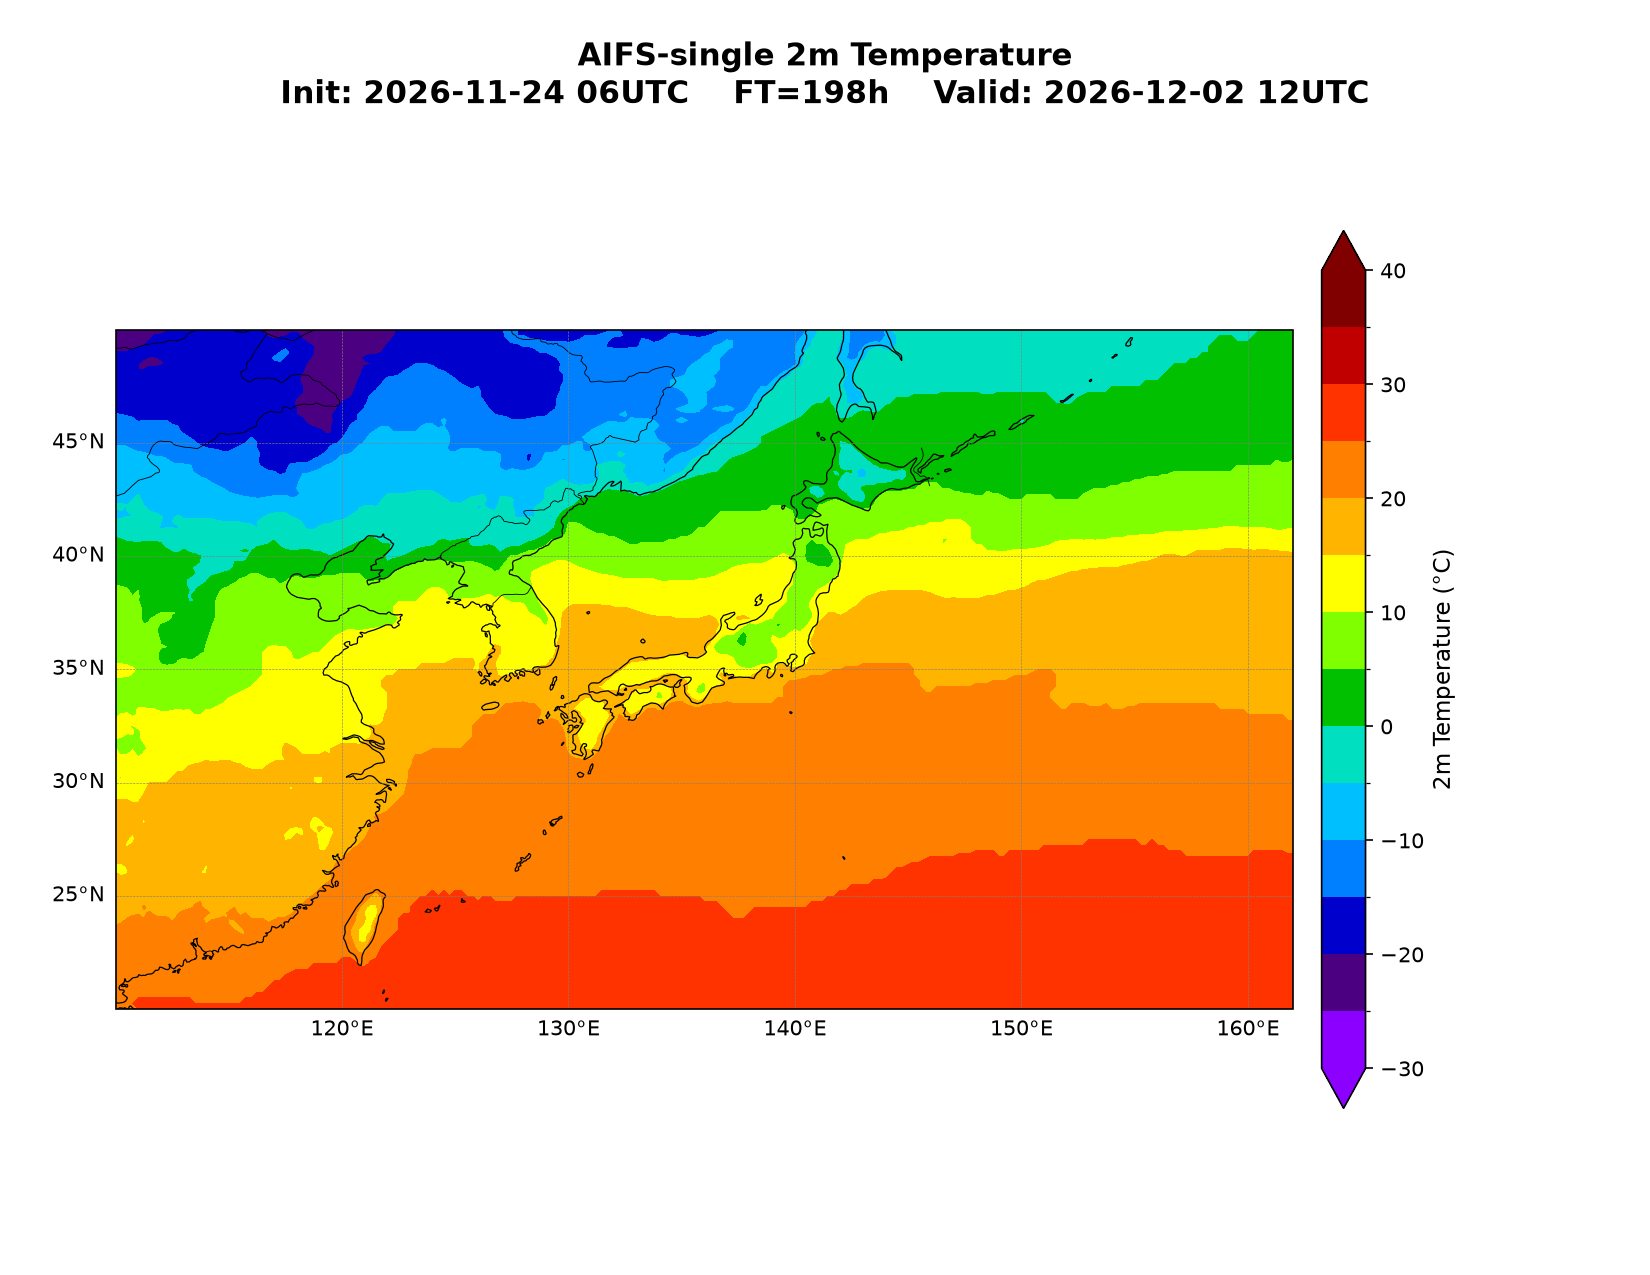 AIFS-single 2m Temperature
Init: 2026-11-24 06UTC    FT=198h    Valid: 2026-12-02 12UTC
45°N
40°N
35°N
30°N
25°N
120°E
130°E
140°E
150°E
160°E
40
30
20
10
0
−10
−20
−30
2m Temperature (°C)